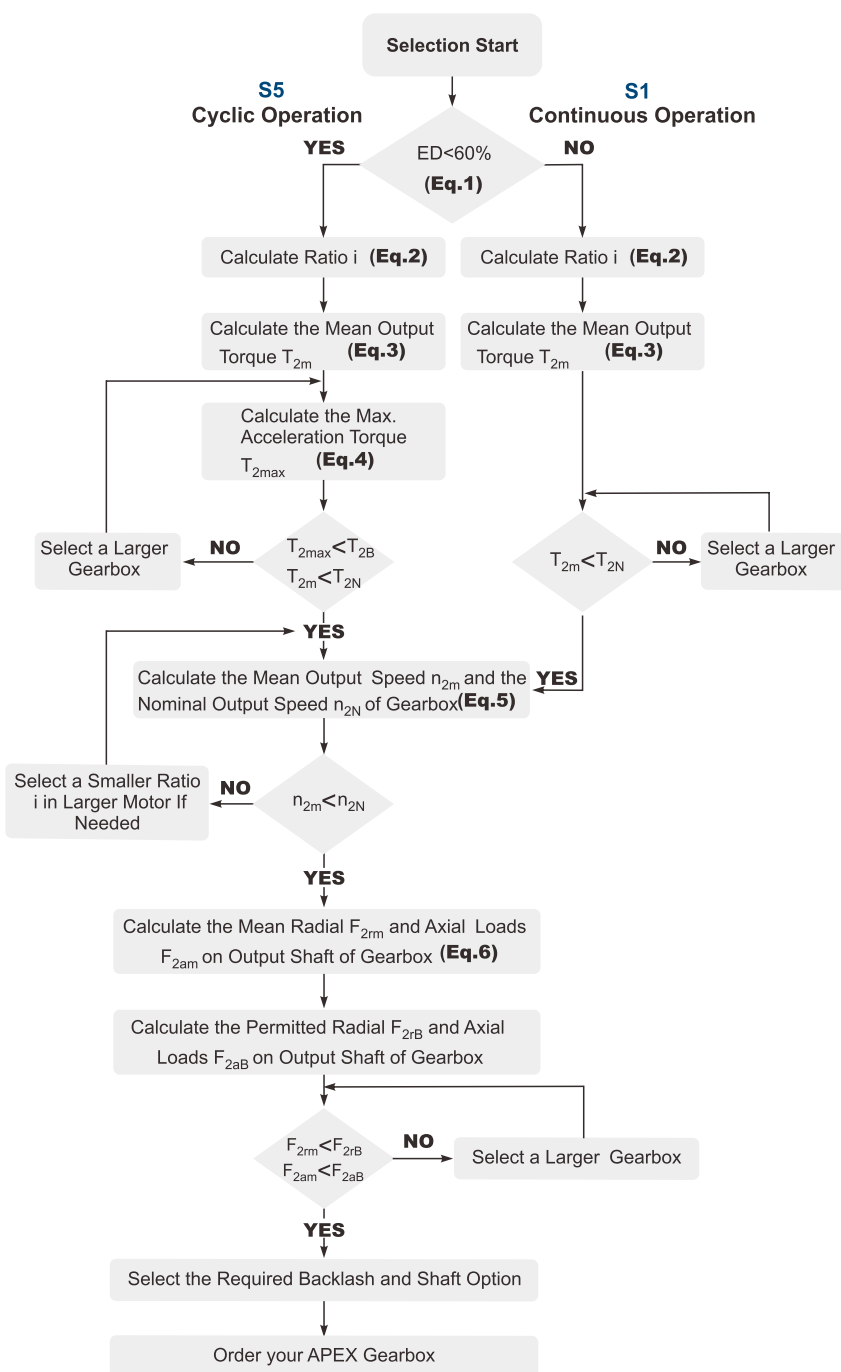 Selection Start
S5
Cyclic Operation
S1
Continuous Operation
YES
ED<60%
(Eq.1)
NO
Calculate Ratio i (Eq.2)
Calculate Ratio i (Eq.2)
Calculate the Mean Output
Torque T2m (Eq.3)
Calculate the Mean Output
Torque T2m (Eq.3)
Calculate the Max.
Acceleration Torque
T2max (Eq.4)
Select a Larger
Gearbox
NO
T2max<T2B
T2m<T2N
T2m<T2N
NO
Select a Larger
Gearbox
YES
Calculate the Mean Output Speed n2m and the
Nominal Output Speed n2N of Gearbox(Eq.5)
YES
Select a Smaller Ratio
i in Larger Motor If
Needed
NO
n2m<n2N
YES
Calculate the Mean Radial F2rm and Axial Loads
F2am on Output Shaft of Gearbox (Eq.6)
Calculate the Permitted Radial F2rB and Axial
Loads F2aB on Output Shaft of Gearbox
F2rm<F2rB
F2am<F2aB
NO
Select a Larger Gearbox
YES
Select the Required Backlash and Shaft Option
Order your APEX Gearbox